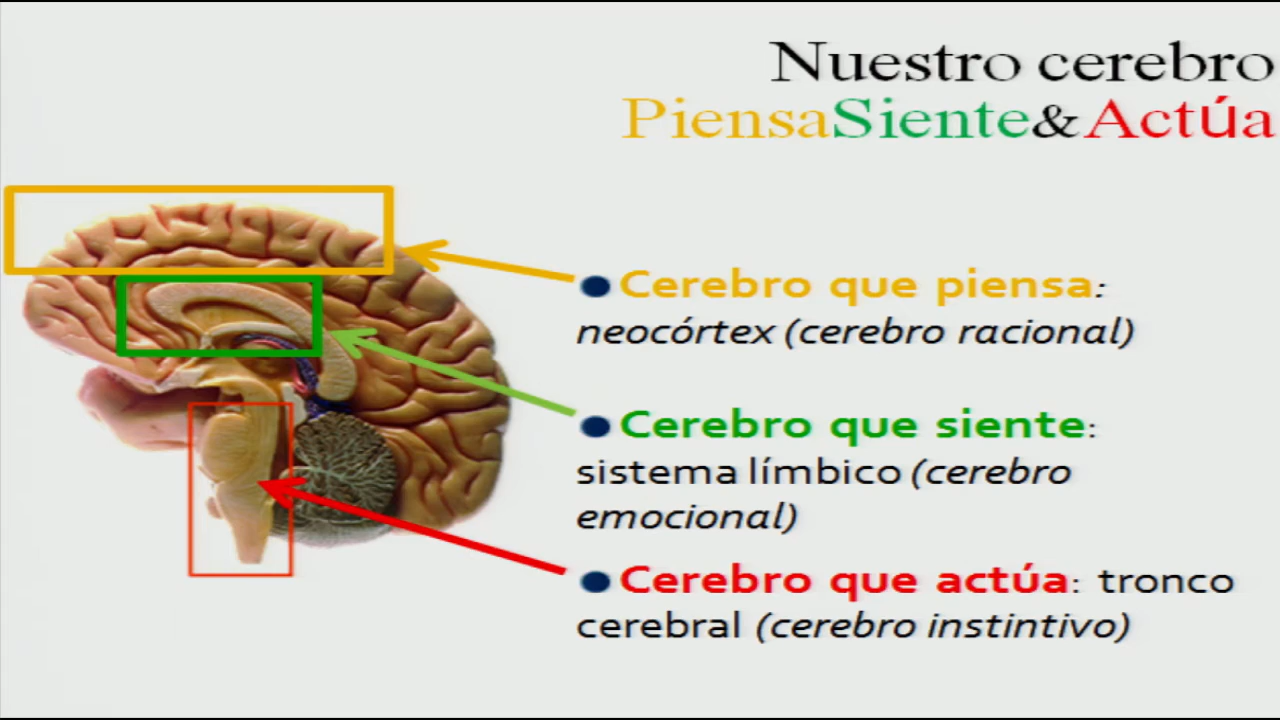 Nuestro cerebro
PiensaSiente&Actúa
● Cerebro que piensa:
neocórtex (cerebro racional)
● Cerebro que siente:
sistema límbico (cerebro
emocional)
● Cerebro que actúa: tronco
cerebral (cerebro instintivo)